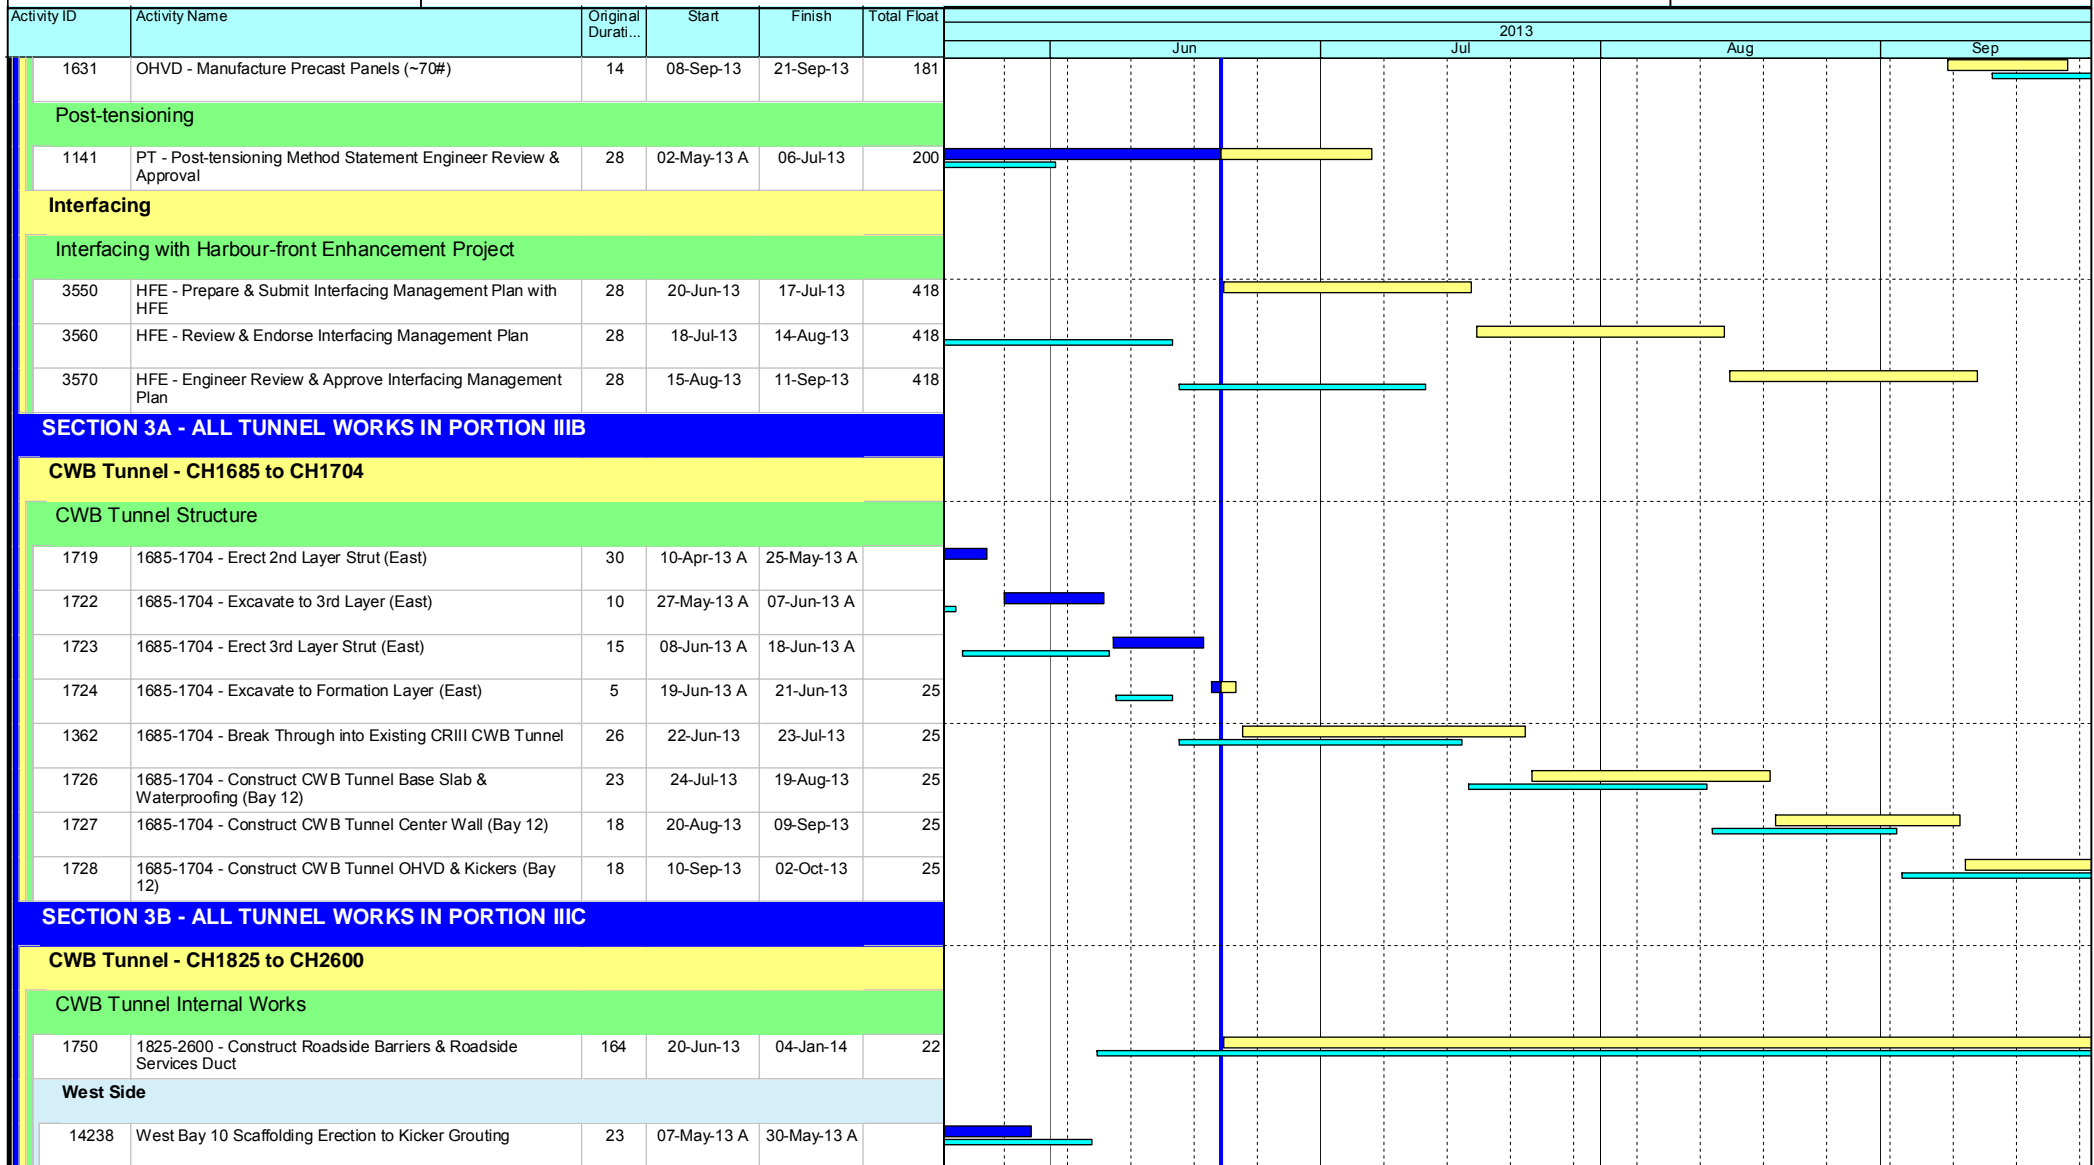 Activity ID Activity Name Original Start Finish Total Float
Durati...
2013
Jun Jul Aug Sep
1631 OHVD - Manufacture Precast Panels (~70#) 14 08-Sep-13 21-Sep-13 181
Post-tensioning
1141 PT - Post-tensioning Method Statement Engineer Review & 28 02-May-13 A 06-Jul-13 200
Approval
Interfacing
Interfacing with Harbour-front Enhancement Project
3550 HFE - Prepare & Submit Interfacing Management Plan with 28 20-Jun-13 17-Jul-13 418
HFE
3560 HFE - Review & Endorse Interfacing Management Plan 28 18-Jul-13 14-Aug-13 418
3570 HFE - Engineer Review & Approve Interfacing Management 28 15-Aug-13 11-Sep-13 418
Plan
SECTION 3A - ALL TUNNEL WORKS IN PORTION IIIB
CWB Tunnel - CH1685 to CH1704
CWB Tunnel Structure
1719 1685-1704 - Erect 2nd Layer Strut (East) 30 10-Apr-13 A 25-May-13 A
1722 1685-1704 - Excavate to 3rd Layer (East) 10 27-May-13 A 07-Jun-13 A
1723 1685-1704 - Erect 3rd Layer Strut (East) 15 08-Jun-13 A 18-Jun-13 A
1724 1685-1704 - Excavate to Formation Layer (East) 5 19-Jun-13 A 21-Jun-13 25
1362 1685-1704 - Break Through into Existing CRIII CWB Tunnel 26 22-Jun-13 23-Jul-13 25
1726 1685-1704 - Construct CWB Tunnel Base Slab & 23 24-Jul-13 19-Aug-13 25
Waterproofing (Bay 12)
1727 1685-1704 - Construct CWB Tunnel Center Wall (Bay 12) 18 20-Aug-13 09-Sep-13 25
1728 1685-1704 - Construct CWB Tunnel OHVD & Kickers (Bay 18 10-Sep-13 02-Oct-13 25
12)
SECTION 3B - ALL TUNNEL WORKS IN PORTION IIIC
CWB Tunnel - CH1825 to CH2600
CWB Tunnel Internal Works
1750 1825-2600 - Construct Roadside Barriers & Roadside 164 20-Jun-13 04-Jan-14 22
Services Duct
West Side
14238 West Bay 10 Scaffolding Erection to Kicker Grouting 23 07-May-13 A 30-May-13 A